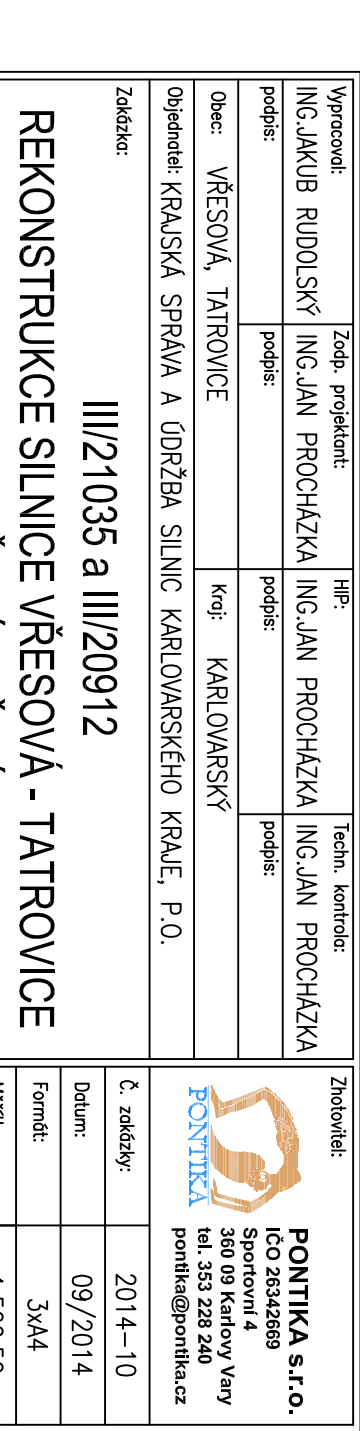 Vypracoval:
ING.JAKUB RUDOLSKÝ
Zodp. projektant:
ING.JAN PROCHÁZKA
HIP:
ING.JAN PROCHÁZKA
Techn. kontrola:
ING.JAN PROCHÁZKA
podpis:
podpis:
podpis:
podpis:
Obec: VŘESOVÁ, TATROVICE
Kraj: KARLOVARSKÝ
Objednatel: KRAJSKÁ SPRÁVA A ÚDRŽBA SILNIC KARLOVARSKÉHO KRAJE, P.O.
Zakázka:
III/21035 a III/20912
REKONSTRUKCE SILNICE VŘESOVÁ - TATROVICE
Zhotovitel:
PONTIKA
PONTIKA s.r.o.
IČO 26342669
Sportovní 4
360 09 Karlovy Vary
tel. 353 228 240
pontika@pontika.cz
Č. zakázky: 2014-10
Datum: 09/2014
Formát: 3xA4